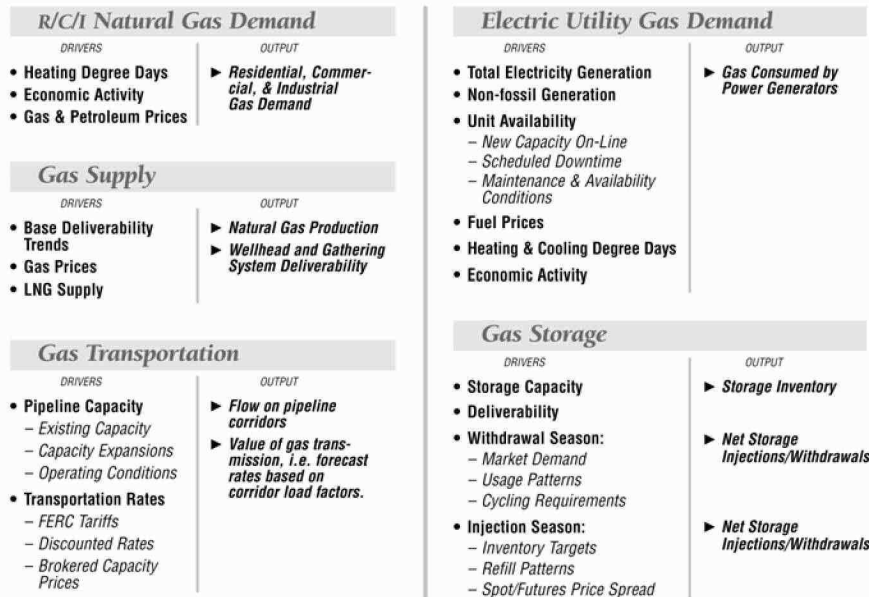 R/C/I Natural Gas Demand
DRIVERS
• Heating Degree Days
• Economic Activity
• Gas & Petroleum Prices
OUTPUT
► Residential, Commer-
cial, & Industrial
Gas Demand
Gas Supply
DRIVERS
• Base Deliverability
Trends
• Gas Prices
• LNG Supply
OUTPUT
► Natural Gas Production
► Wellhead and Gathering
System Deliverability
Gas Transportation
DRIVERS
• Pipeline Capacity
– Existing Capacity
– Capacity Expansions
– Operating Conditions
• Transportation Rates
– FERC Tariffs
– Discounted Rates
– Brokered Capacity
Prices
OUTPUT
► Flow on pipeline
corridors
► Value of gas trans-
mission, i.e. forecast
rates based on
corridor load factors.
Electric Utility Gas Demand
DRIVERS
• Total Electricity Generation
• Non-fossil Generation
• Unit Availability
– New Capacity On-Line
– Scheduled Downtime
– Maintenance & Availability
Conditions
• Fuel Prices
• Heating & Cooling Degree Days
• Economic Activity
OUTPUT
► Gas Consumed by
Power Generators
Gas Storage
DRIVERS
• Storage Capacity
• Deliverability
• Withdrawal Season:
– Market Demand
– Usage Patterns
– Cycling Requirements
• Injection Season:
– Inventory Targets
– Refill Patterns
– Spot/Futures Price Spread
OUTPUT
► Storage Inventory
► Net Storage
Injections/Withdrawals
► Net Storage
Injections/Withdrawals